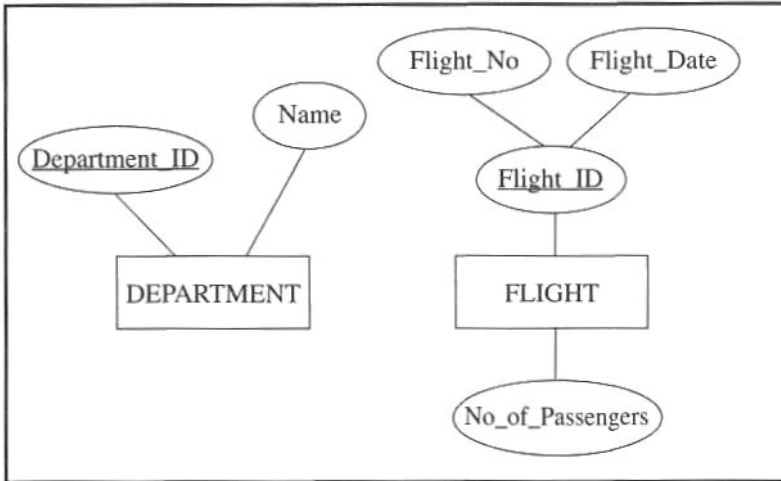 Flight_No
Flight_Date
Name
Department_ID
Flight_ID
DEPARTMENT
FLIGHT
No_of_Passengers